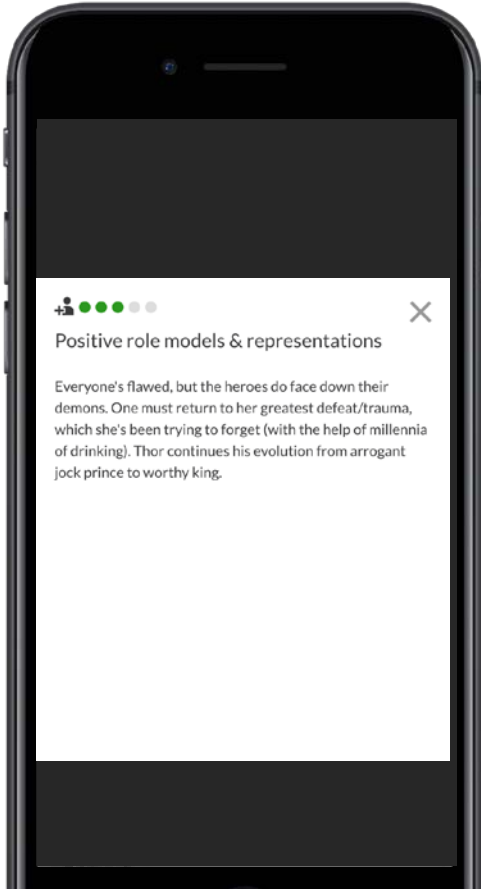 Positive role models & representations
Everyone's flawed, but the heroes do face down their
demons. One must return to her greatest defeat/trauma,
which she's been trying to forget (with the help of millennia
of drinking). Thor continues his evolution from arrogant
jock prince to worthy king.